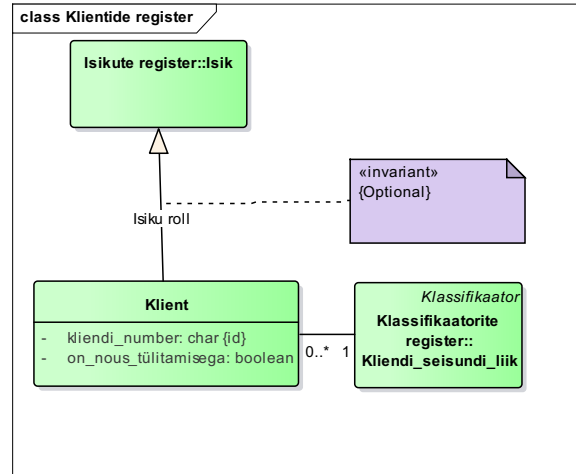 class Klientide register
Isikute register::Isik
«invariant»
{Optional}
Isiku roll
Klient
- kliendi_number: char {id}
- on_nous_tülitamisega: boolean
0..* 1
Klassifikaator
Klassifikaatorite
register::
Kliendi_seisundi_liik